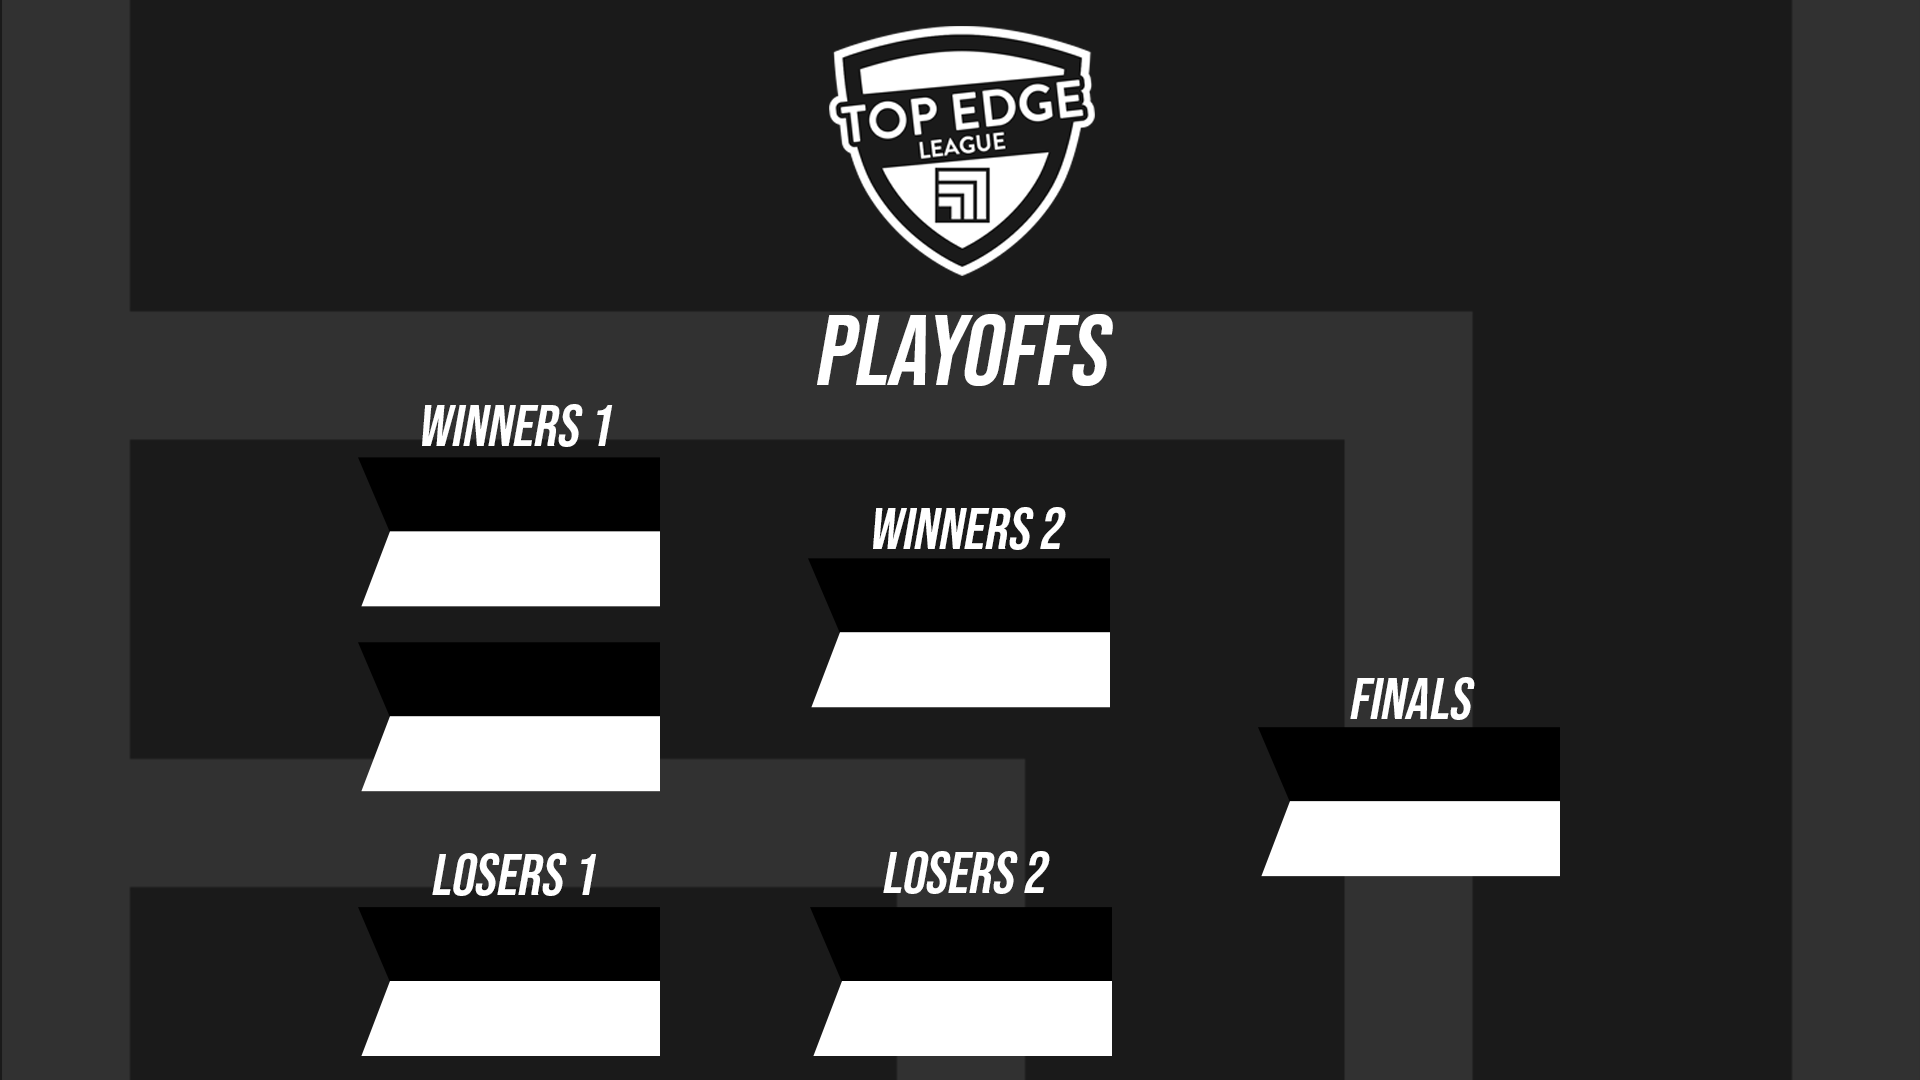 TOP EDGE
LEAGUE
PLAYOFFS
WINNERS 1
WINNERS 2
FINALS
LOSERS 1
LOSERS 2